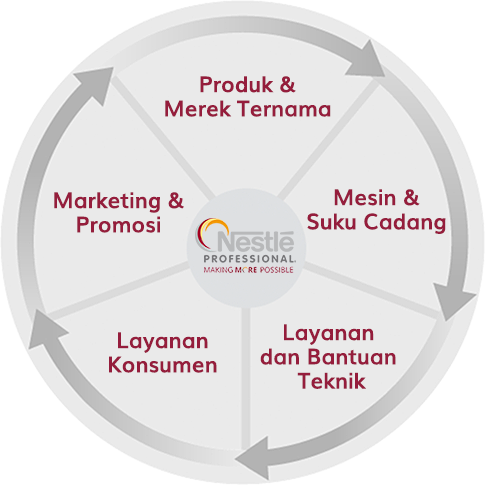 Produk &
Merek Ternama
Mesin &
Suku Cadang
Layanan
dan Bantuan
Teknik
Layanan
Konsumen
Marketing &
Promosi
Nestlé
PROFESSIONAL.
MAKING MORE POSSIBLE